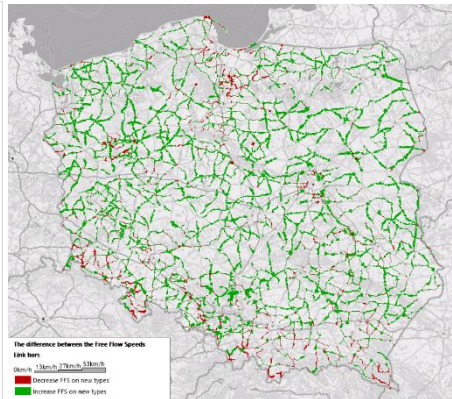 The difference between the Free Flow Speeds
Link bars
0km/h 13km/h 27km/h 53km/h
Decrease FFS on new types
Increase FFS on new types